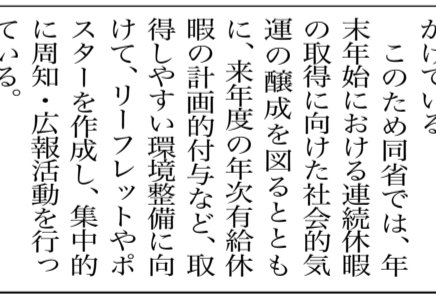 かけている
このため同省では、年
末年始における連続休暇
の取得に向けた社会的気
運の醸成を図るととも
に、来年度の年次有給休
暇の計画的付与など、取
得しやすい環境整備に向
けて、リーフレットやポ
スターを作成し、集中的
に周知・広報活動を行っ
ている。